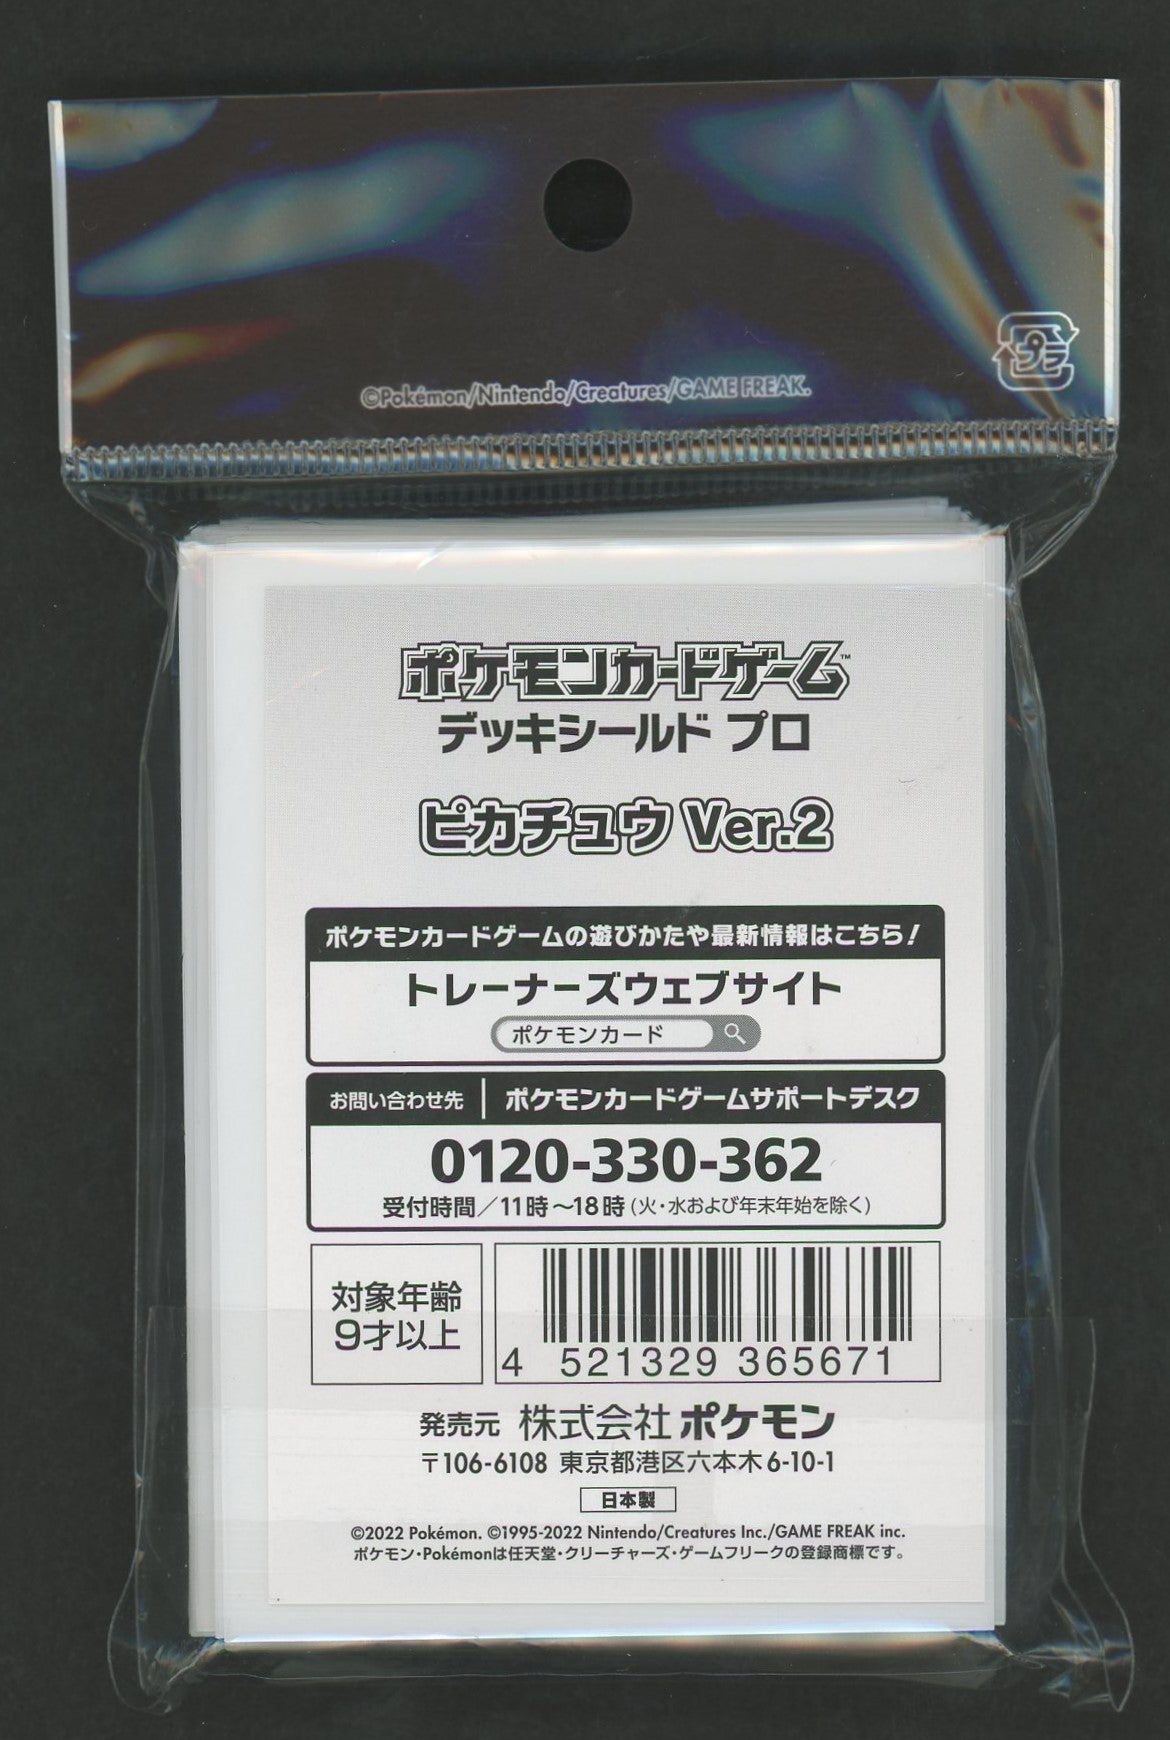 ©Pokémon/Nintendo/Creatures/GAME FREAK.
プラ
ポケモンカードゲーム™
デッキシールド プロ
ピカチュウ Ver.2
ポケモンカードゲームの遊びかたや最新情報はこちら!
トレーナーズウェブサイト
ポケモンカード
お問い合わせ先 ポケモンカードゲームサポートデスク
0120-330-362
受付時間/11時~18時(火・水および年末年始を除く)
対象年齢
9才以上
4 521329 365671
発売元 株式会社ポケモン
〒106-6108 東京都港区六本木6-10-1
日本製
©2022 Pokémon. ©1995-2022 Nintendo/Creatures Inc./GAME FREAK inc.
ポケモン・Pokémonは任天堂・クリーチャーズ・ゲームフリークの登録商標です。